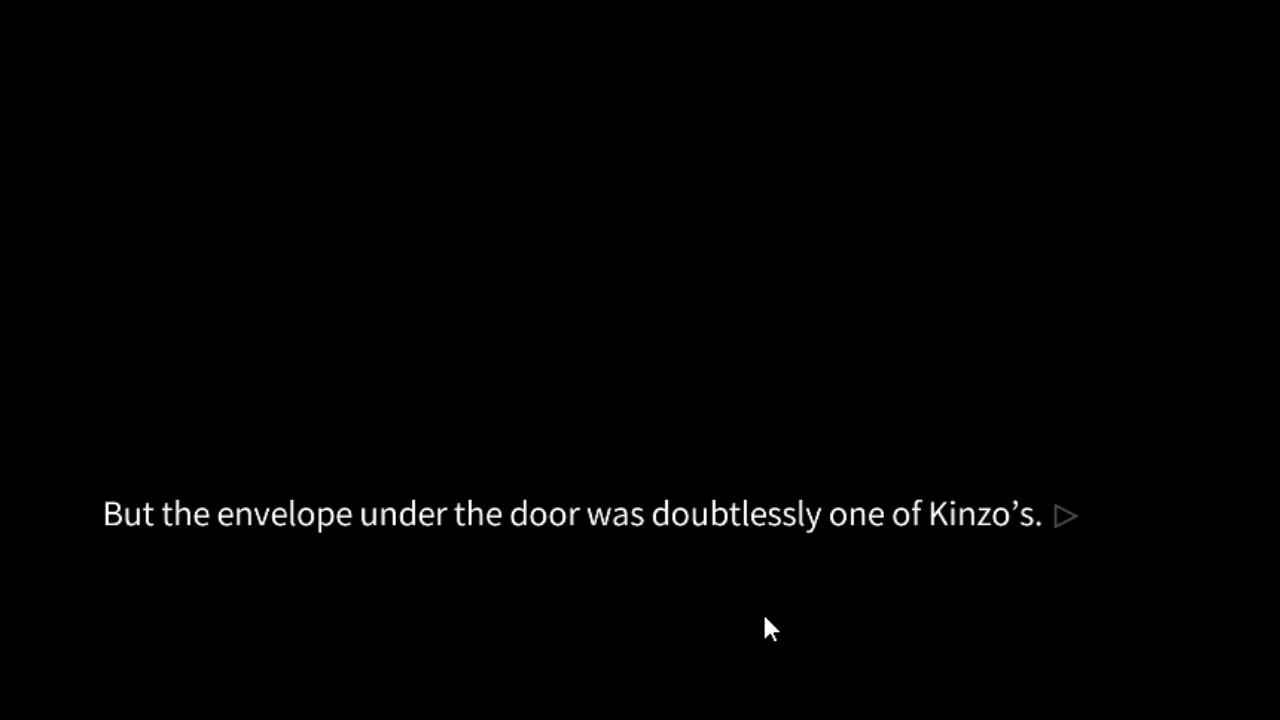 But the envelope under the door was doubtlessly one of Kinzo’s. ▷